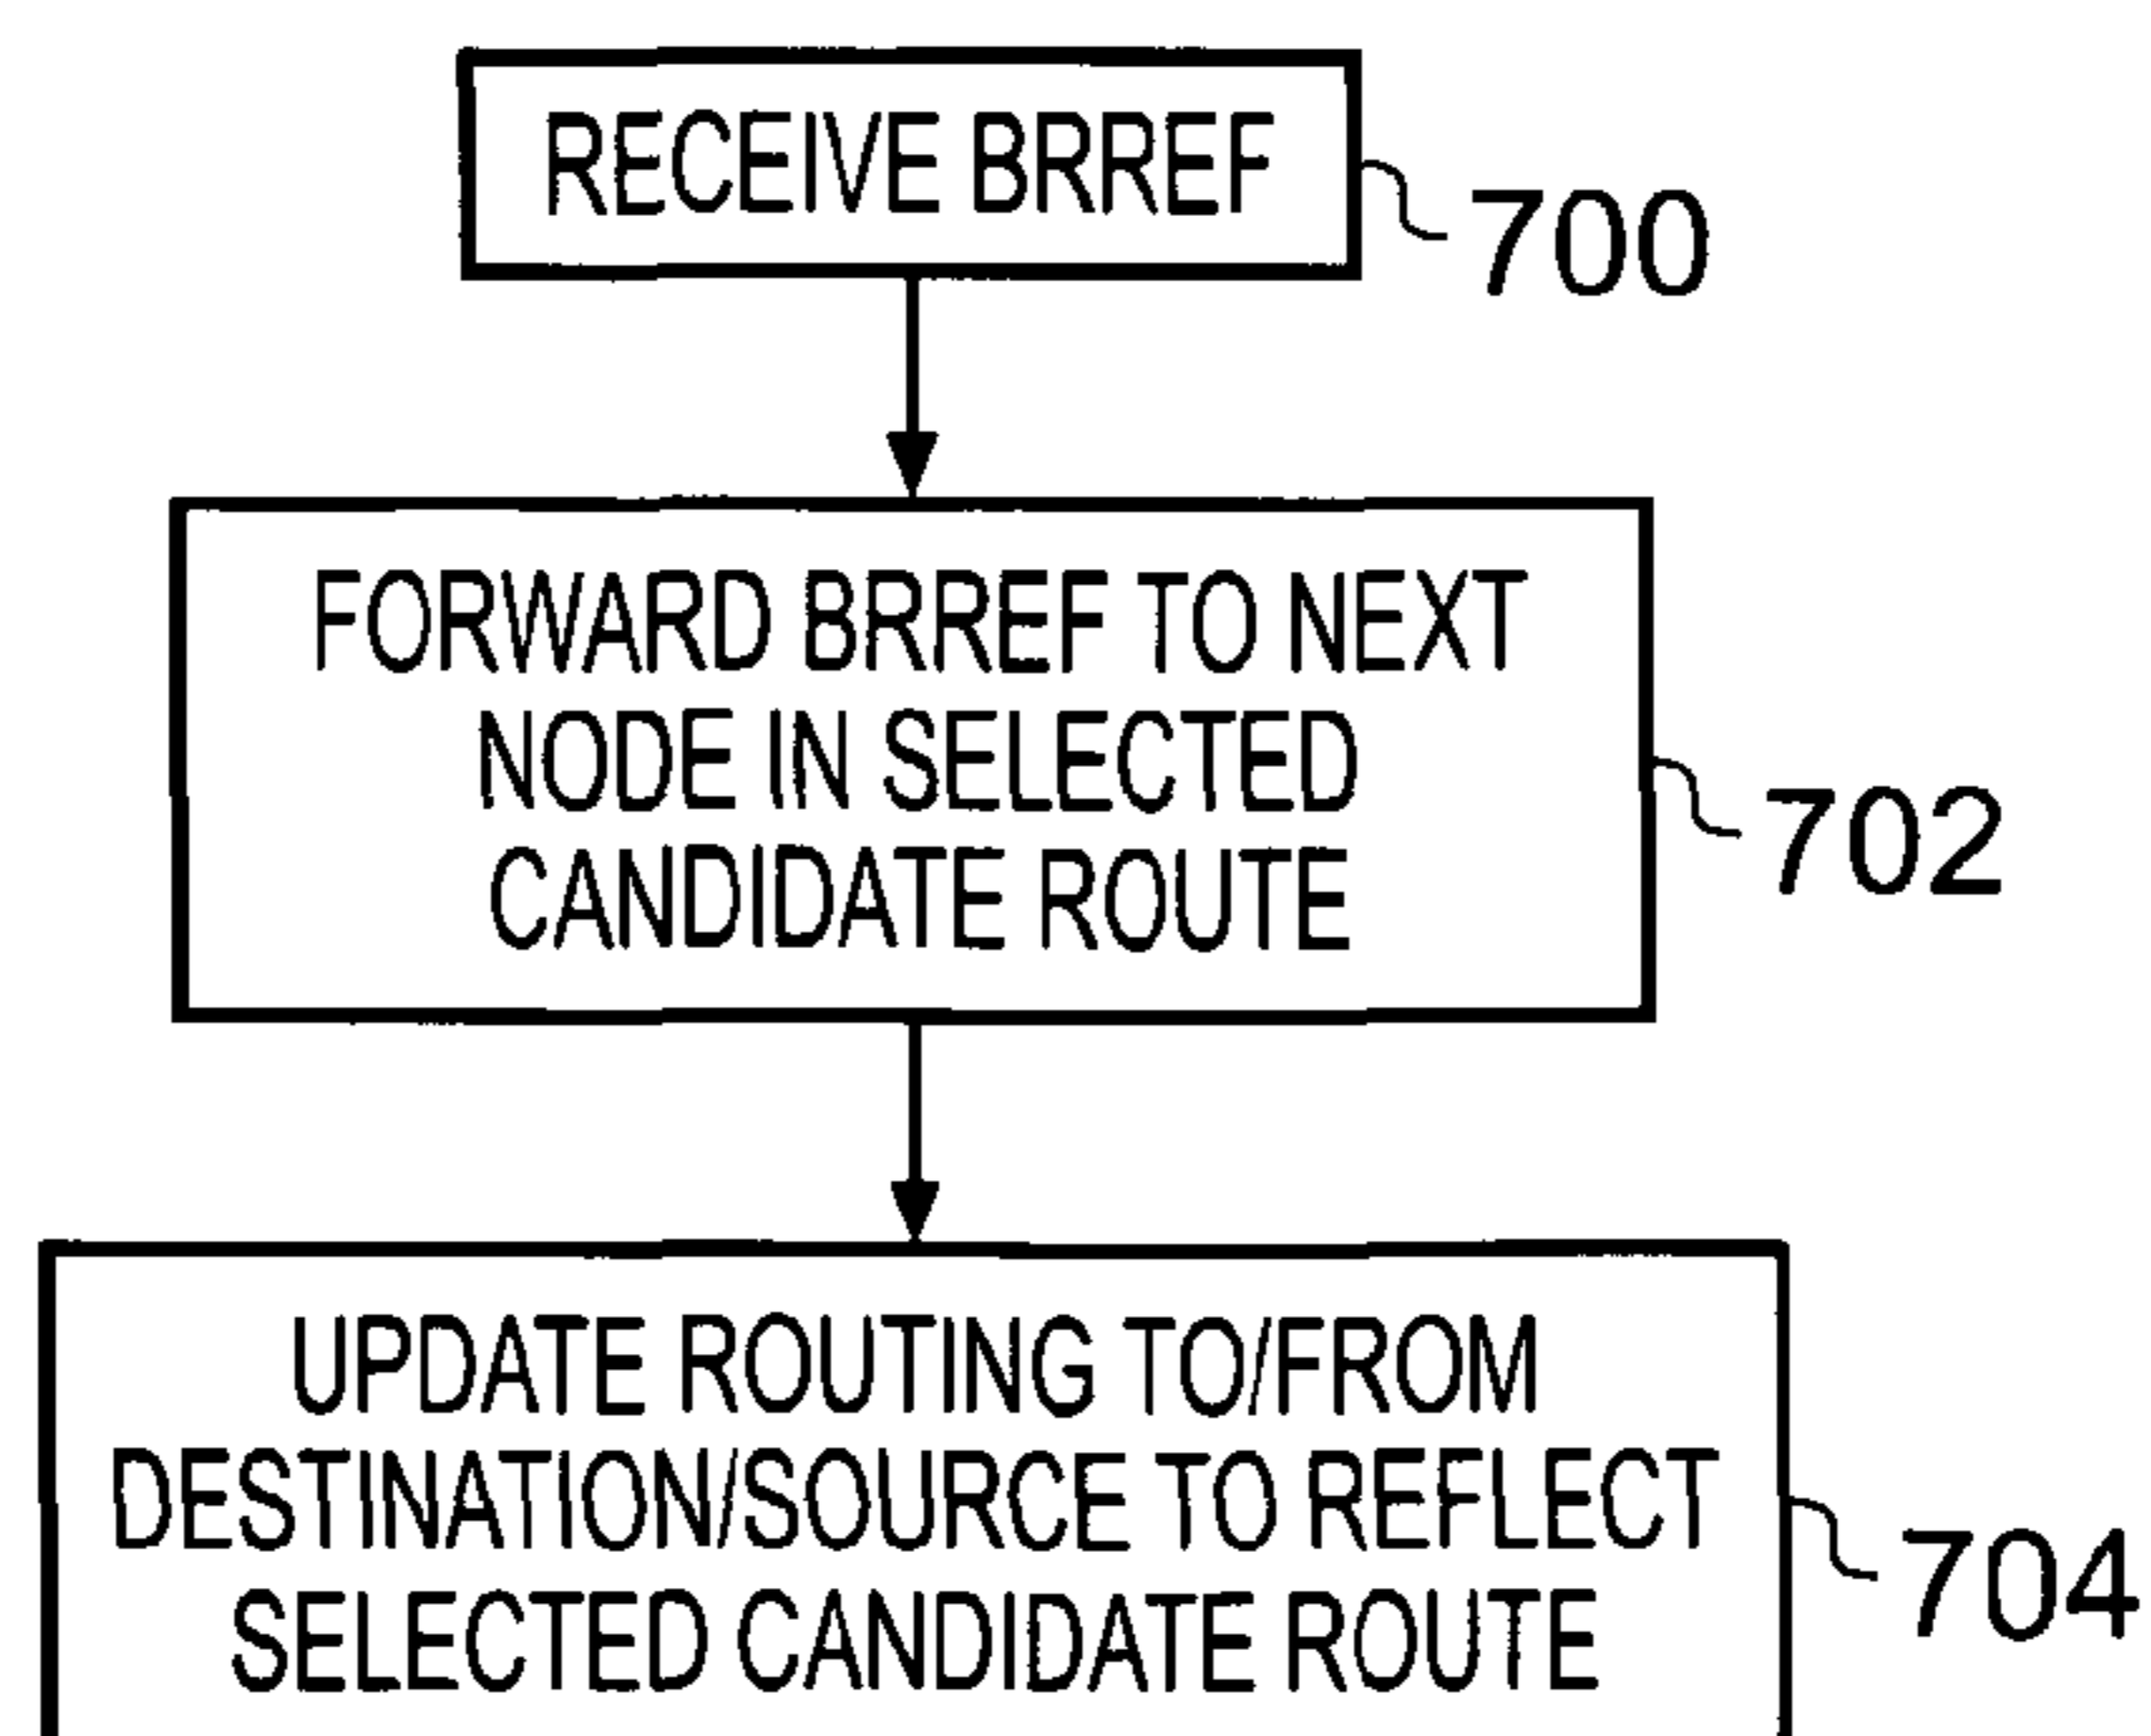 RECEIVE BRREF
700
FORWARD BRREF TO NEXT
NODE IN SELECTED
CANDIDATE ROUTE
702
UPDATE ROUTING TO/FROM
DESTINATION/SOURCE TO REFLECT
SELECTED CANDIDATE ROUTE
704